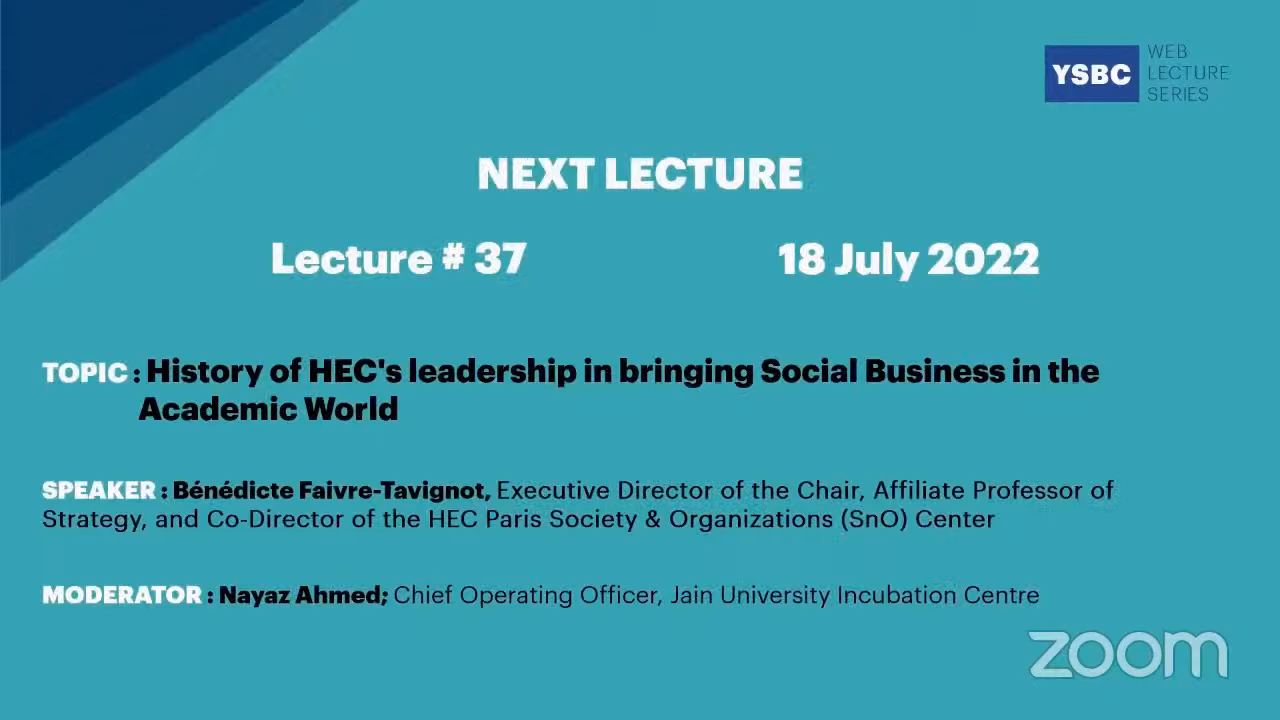 YSBC
WEB
LECTURE
SERIES
NEXT LECTURE
Lecture # 37
18 July 2022
TOPIC : History of HEC's leadership in bringing Social Business in the
Academic World
SPEAKER : Bénédicte Faivre-Tavignot, Executive Director of the Chair, Affiliate Professor of
Strategy, and Co-Director of the HEC Paris Society & Organizations (SnO) Center
MODERATOR : Nayaz Ahmed; Chief Operating Officer, Jain University Incubation Centre
zoom